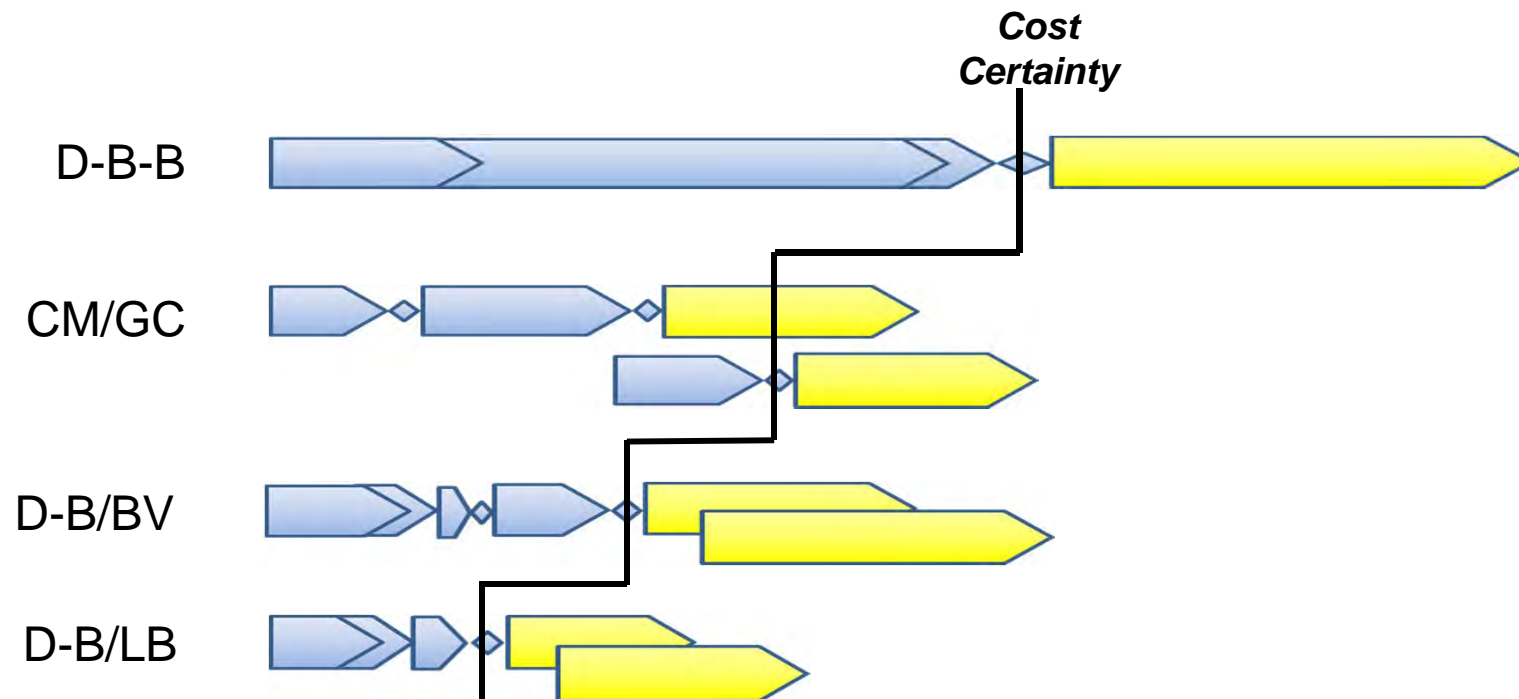 Cost
Certainty
D-B-B
CM/GC
D-B/BV
D-B/LB